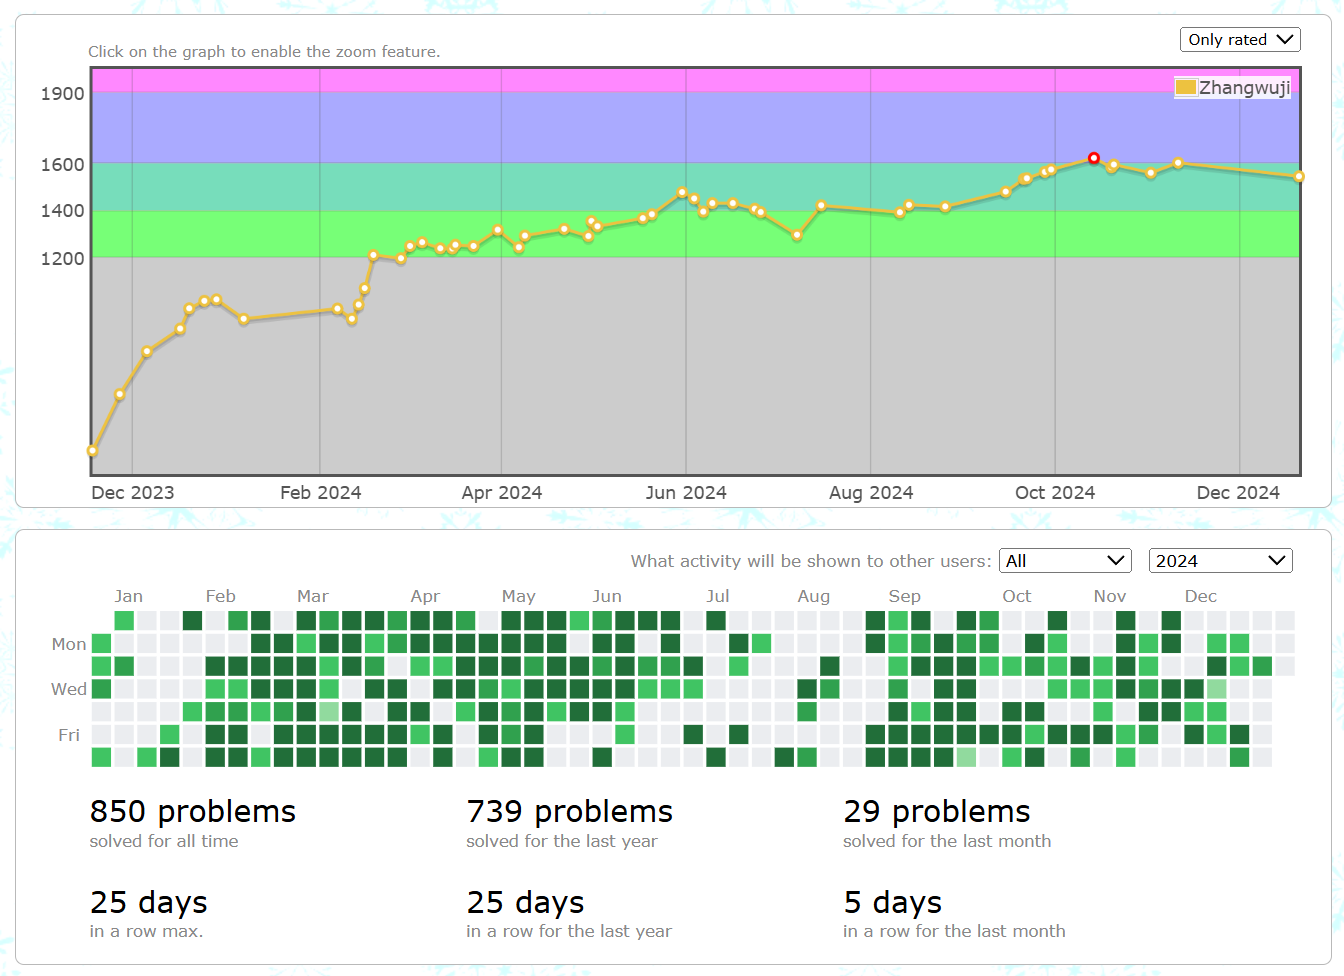 Only rated
Click on the graph to enable the zoom feature.
Zhangwuji
1900
1600
1400
1200
Dec 2023 Feb 2024 Apr 2024 Jun 2024 Aug 2024 Oct 2024 Dec 2024
What activity will be shown to other users: All 2024
Jan Feb Mar Apr May Jun Jul Aug Sep Oct Nov Dec
Mon
Wed
Fri
850 problems 739 problems 29 problems
solved for all time solved for the last year solved for the last month
25 days 25 days 5 days
in a row max. in a row for the last year in a row for the last month